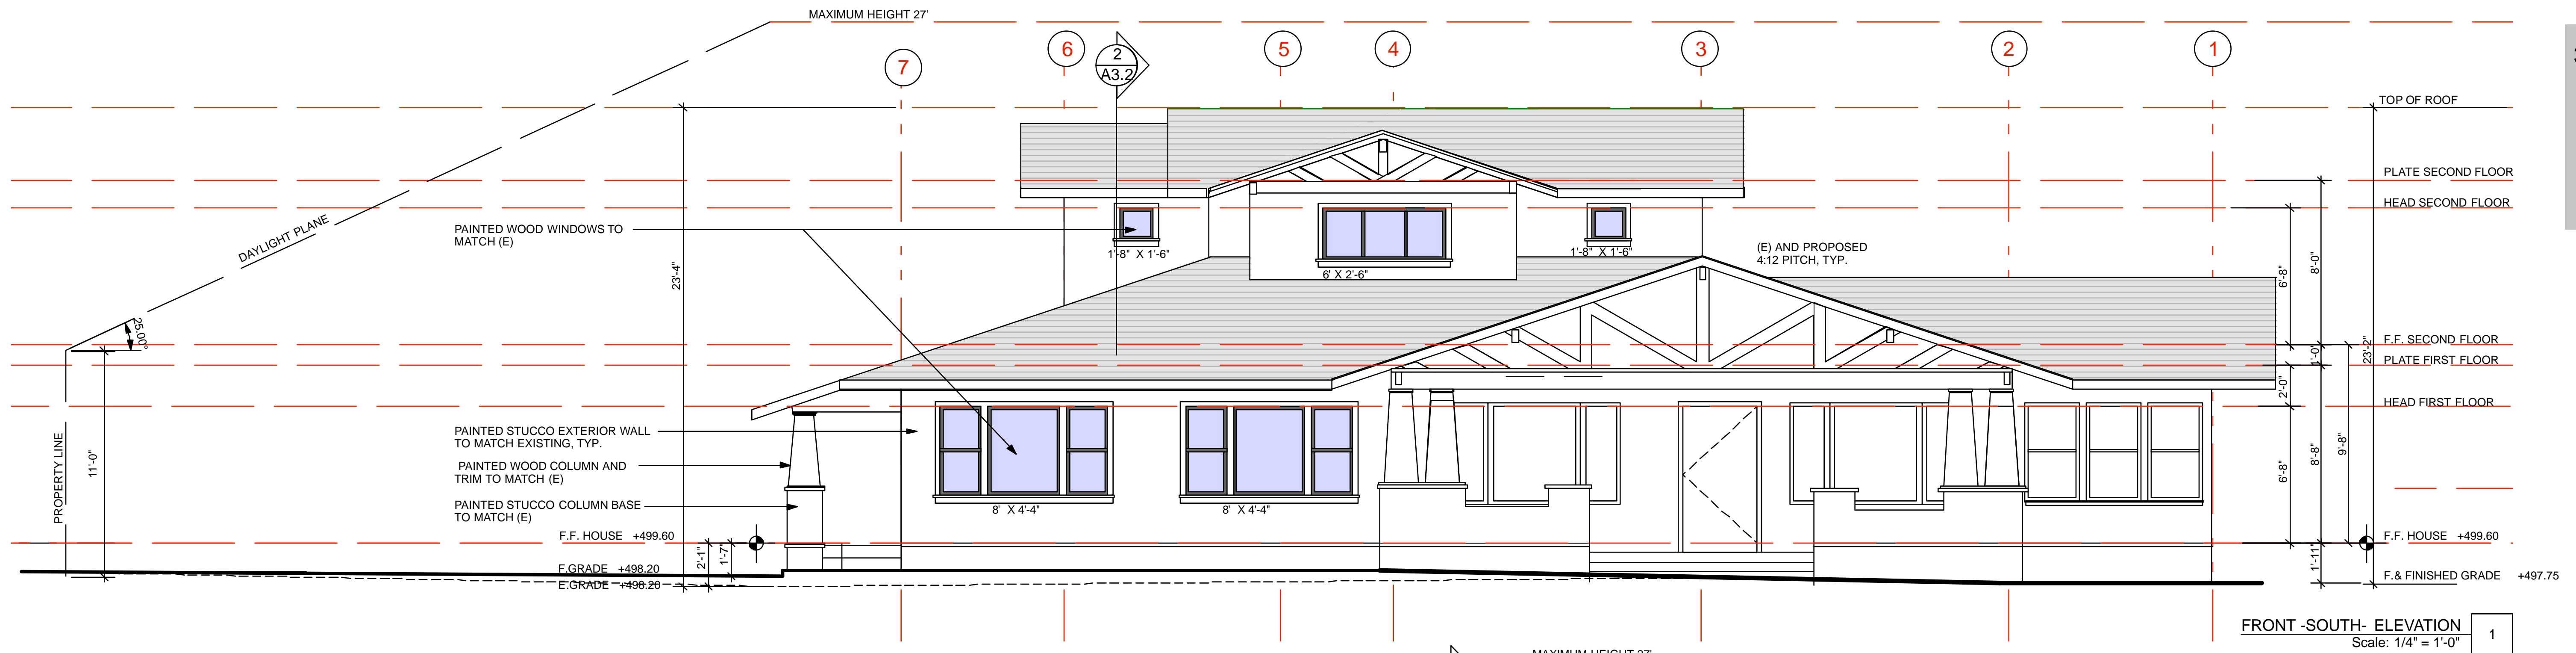 MAXIMUM HEIGHT 27'
7
6
2
A3.2
5
4
3
2
1
TOP OF ROOF
PLATE SECOND FLOOR
HEAD SECOND FLOOR
DAYLIGHT PLANE
PAINTED WOOD WINDOWS TO
MATCH (E)
1'-8" X 1'-6"
6' X 2'-6"
1'-8" X 1'-6"
(E) AND PROPOSED
4:12 PITCH, TYP.
23'-4"
6'-8"
8'-0"
25.00°
F.F. SECOND FLOOR
23'-2"
PLATE FIRST FLOOR
2'-0"
HEAD FIRST FLOOR
PROPERTY LINE
11'-0"
PAINTED STUCCO EXTERIOR WALL
TO MATCH EXISTING, TYP.
PAINTED WOOD COLUMN AND
TRIM TO MATCH (E)
PAINTED STUCCO COLUMN BASE
TO MATCH (E)
8' X 4'-4"
8' X 4'-4"
6'-8"
8'-8"
9'-8"
F.F. HOUSE +499.60
F.F. HOUSE +499.60
2'-1"
1'-7"
1'-11"
F.GRADE +498.20
E.GRADE +498.20
F.& FINISHED GRADE +497.75
FRONT -SOUTH- ELEVATION
1
Scale: 1/4" = 1'-0"
MAXIMUM HEIGHT 27'